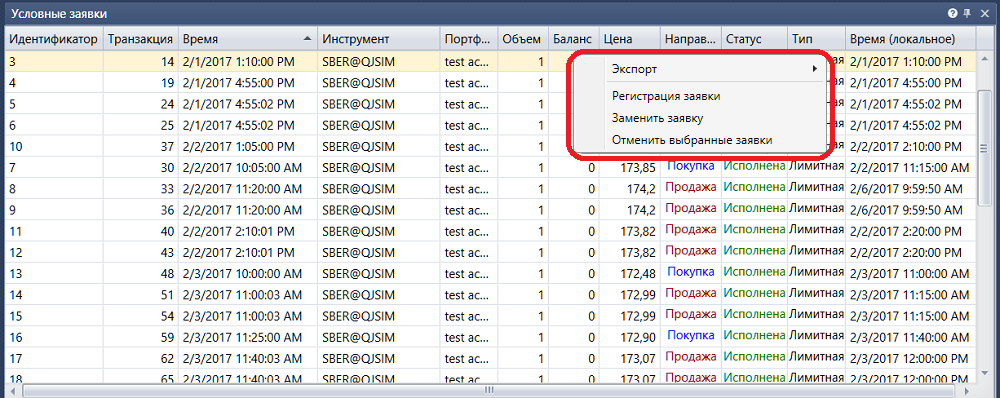 Условные заявки
Идентификатор Транзакция Время Инструмент Портф... Объем Баланс Цена Направ... Статус Тип Время (локальное)
3 14 2/1/2017 1:10:00 PM SBER@QJSIM test ac... 1 2/1/2017 1:10:00 PM
4 19 2/1/2017 4:55:00 PM SBER@QJSIM test ac... 1 2/1/2017 4:55:00 PM
5 24 2/1/2017 4:55:02 PM SBER@QJSIM test ac... 1 2/1/2017 4:55:02 PM
6 25 2/1/2017 4:55:02 PM SBER@QJSIM test ac... 1 2/1/2017 4:55:02 PM
10 37 2/2/2017 1:05:00 PM SBER@QJSIM test ac... 1 2/2/2017 2:10:00 PM
Экспорт
Регистрация заявки
Заменить заявку
Отменить выбранные заявки
7 30 2/2/2017 10:05:00 AM SBER@QJSIM test ac... 1 0 173,85 Покупка Исполнена Лимитная 2/2/2017 11:15:00 AM
8 33 2/2/2017 11:20:00 AM SBER@QJSIM test ac... 1 0 174,2 Продажа Исполнена Лимитная 2/6/2017 9:59:50 AM
9 36 2/2/2017 11:20:00 AM SBER@QJSIM test ac... 1 0 174,2 Продажа Исполнена Лимитная 2/6/2017 9:59:50 AM
11 40 2/2/2017 2:10:01 PM SBER@QJSIM test ac... 1 0 173,82 Продажа Исполнена Лимитная 2/2/2017 2:20:00 PM
12 43 2/2/2017 2:10:01 PM SBER@QJSIM test ac... 1 0 173,82 Продажа Исполнена Лимитная 2/2/2017 2:20:00 PM
13 48 2/3/2017 10:00:00 AM SBER@QJSIM test ac... 1 0 172,48 Покупка Исполнена Лимитная 2/3/2017 11:00:00 AM
14 51 2/3/2017 11:00:03 AM SBER@QJSIM test ac... 1 0 172,99 Продажа Исполнена Лимитная 2/3/2017 11:15:00 AM
15 54 2/3/2017 11:00:03 AM SBER@QJSIM test ac... 1 0 172,99 Продажа Исполнена Лимитная 2/3/2017 11:15:00 AM
16 59 2/3/2017 11:25:00 AM SBER@QJSIM test ac... 1 0 172,90 Покупка Исполнена Лимитная 2/3/2017 11:40:00 AM
17 62 2/3/2017 11:40:03 AM SBER@QJSIM test ac... 1 0 173,07 Продажа Исполнена Лимитная 2/3/2017 12:00:00 PM
18 65 2/3/2017 11:40:03 AM SBER@QJSIM test ac... 1 0 173,07 Продажа Исполнена Лимитная 2/3/2017 12:00:00 PM